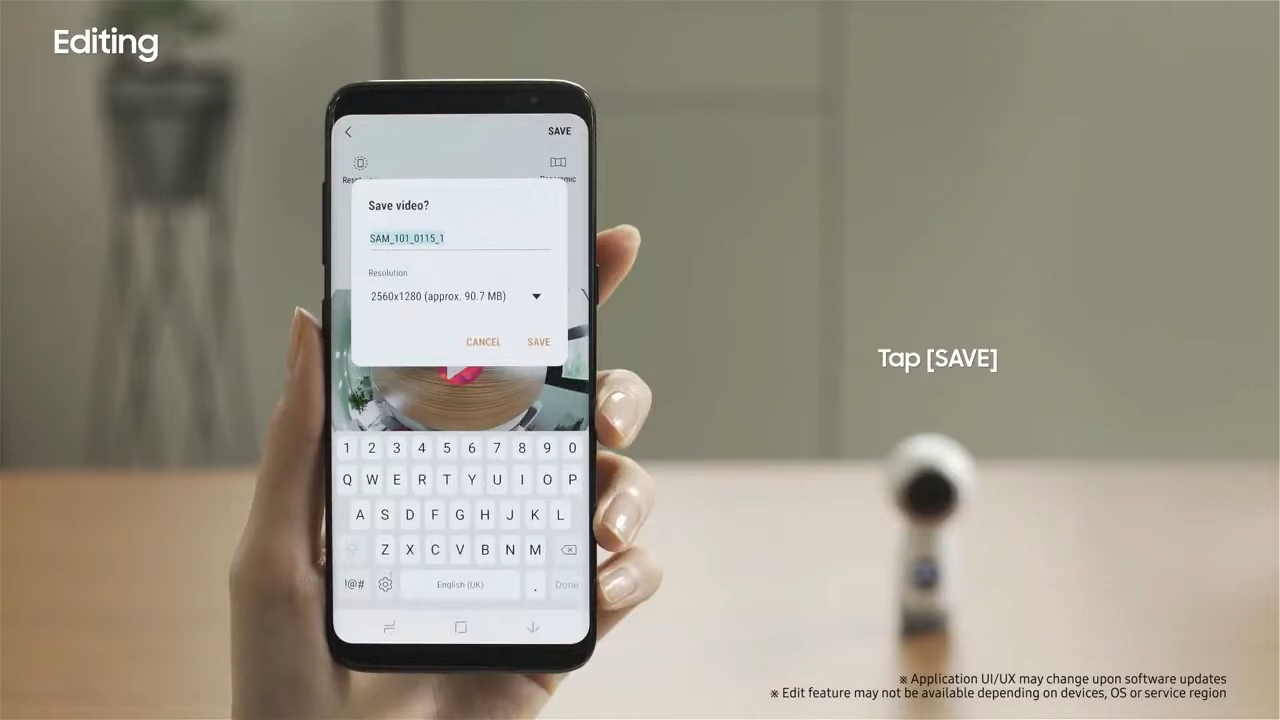 Editing
SAVE
Save video?
SAM_101_0115_1
Resolution
2560x1280 (approx. 90.7 MB)
CANCEL SAVE
Tap [SAVE]
1 2 3 4 5 6 7 8 9 0
Q W E R T Y U I O P
A S D F G H J K L
Z X C V B N M
!@# English (UK) . Done
※ Application UI/UX may change upon software updates
※ Edit feature may not be available depending on devices, OS or service region